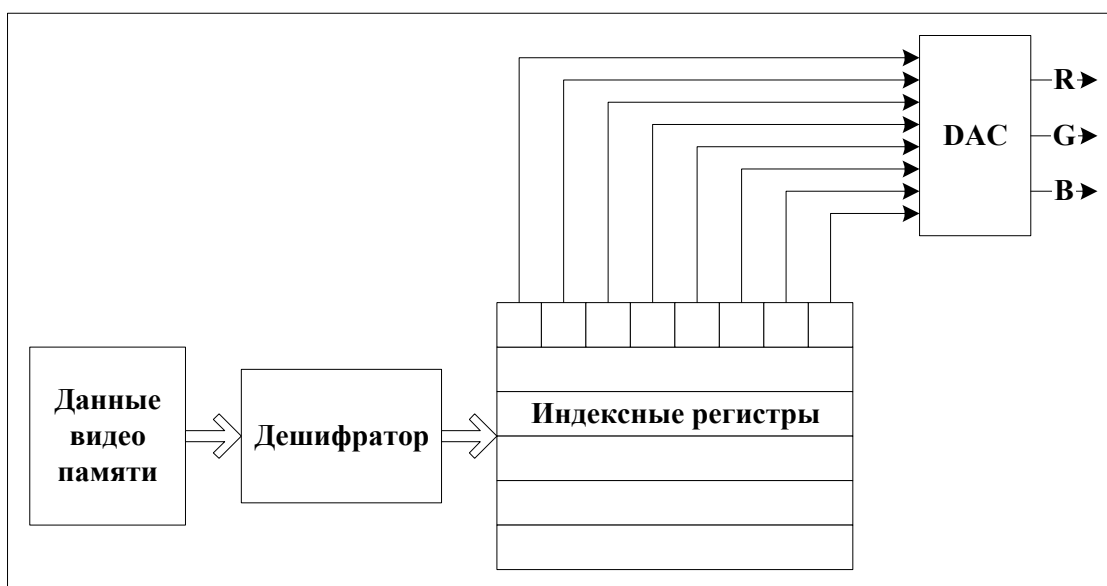 DAC
R
G
B
Данные
видео
памяти
Дешифратор
Индексные регистры